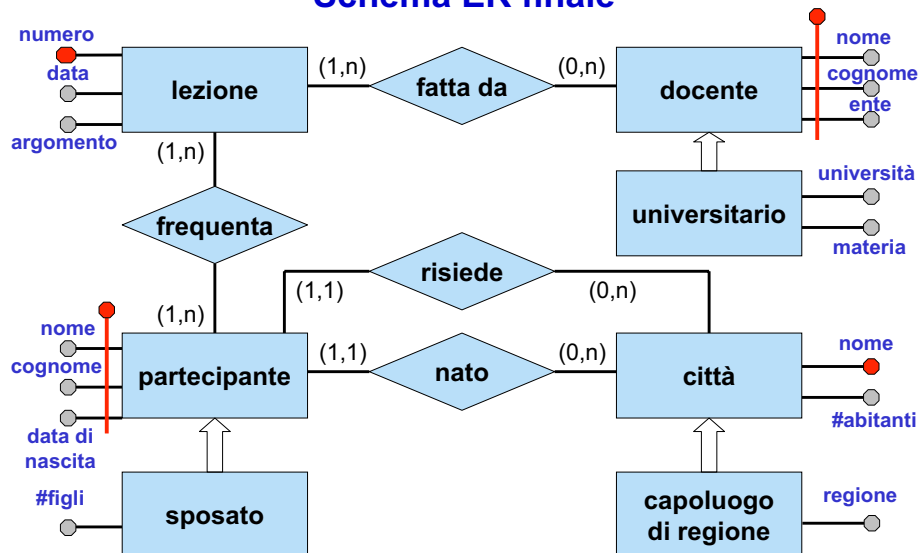 Schema ER finale
numero
data
argomento
lezione
(1,n)
fatta da
(0,n)
docente
nome
cognome
ente
(1,n)
frequenta
(1,n)
universitario
università
materia
risiede
(1,1)
(0,n)
nome
cognome
data di
nascita
partecipante
(1,1)
nato
(0,n)
città
nome
#abitanti
#figli
sposato
capoluogo
di regione
regione